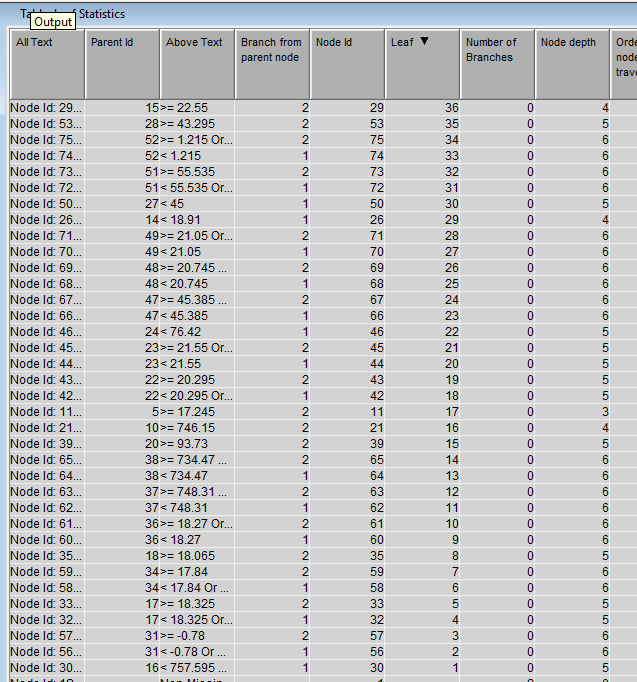 Output
of Statistics
All Text Parent Id Above Text Branch from parent node Node Id Leaf ▼ Number of Branches Node depth
Node Id: 29... 15 >= 22.55 2 29 36 0 4
Node Id: 53... 28 >= 43.295 2 53 35 0 5
Node Id: 75... 52 >= 1.215 Or... 2 75 34 0 6
Node Id: 74... 52 < 1.215 1 74 33 0 6
Node Id: 73... 51 >= 55.535 2 73 32 0 6
Node Id: 72... 51 < 55.535 Or... 1 72 31 0 6
Node Id: 50... 27 < 45 1 50 30 0 5
Node Id: 26... 14 < 18.91 1 26 29 0 4
Node Id: 71... 49 >= 21.05 Or... 2 71 28 0 6
Node Id: 70... 49 < 21.05 1 70 27 0 6
Node Id: 69... 48 >= 20.745 ... 2 69 26 0 6
Node Id: 68... 48 < 20.745 1 68 25 0 6
Node Id: 67... 47 >= 45.385 ... 2 67 24 0 6
Node Id: 66... 47 < 45.385 1 66 23 0 6
Node Id: 46... 24 < 76.42 1 46 22 0 5
Node Id: 45... 23 >= 21.55 Or... 2 45 21 0 5
Node Id: 44... 23 < 21.55 1 44 20 0 5
Node Id: 43... 22 >= 20.295 2 43 19 0 5
Node Id: 42... 22 < 20.295 Or... 1 42 18 0 5
Node Id: 11... 5 >= 17.245 2 11 17 0 3
Node Id: 21... 10 >= 746.15 2 21 16 0 4
Node Id: 39... 20 >= 93.73 2 39 15 0 5
Node Id: 65... 38 >= 734.47 ... 2 65 14 0 6
Node Id: 64... 38 < 734.47 1 64 13 0 6
Node Id: 63... 37 >= 748.31 ... 2 63 12 0 6
Node Id: 62... 37 < 748.31 1 62 11 0 6
Node Id: 61... 36 >= 18.27 Or... 2 61 10 0 6
Node Id: 60... 36 < 18.27 1 60 9 0 6
Node Id: 35... 18 >= 18.065 2 35 8 0 5
Node Id: 59... 34 >= 17.84 2 59 7 0 6
Node Id: 58... 34 < 17.84 Or ... 1 58 6 0 6
Node Id: 33... 17 >= 18.325 2 33 5 0 5
Node Id: 32... 17 < 18.325 Or... 1 32 4 0 5
Node Id: 57... 31 >= -0.78 2 57 3 0 6
Node Id: 56... 31 < -0.78 Or ... 1 56 2 0 6
Node Id: 30... 16 < 757.595 ... 1 30 1 0 5